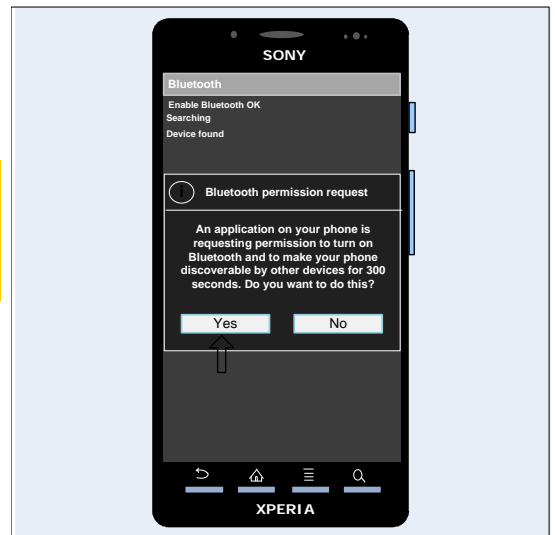 SONY
Bluetooth
Enable Bluetooth OK
Searching
Device found
Bluetooth permission request
An application on your phone is
requesting permission to turn on
Bluetooth and to make your phone
discoverable by other devices for 300
seconds. Do you want to do this?
Yes No
XPERIA